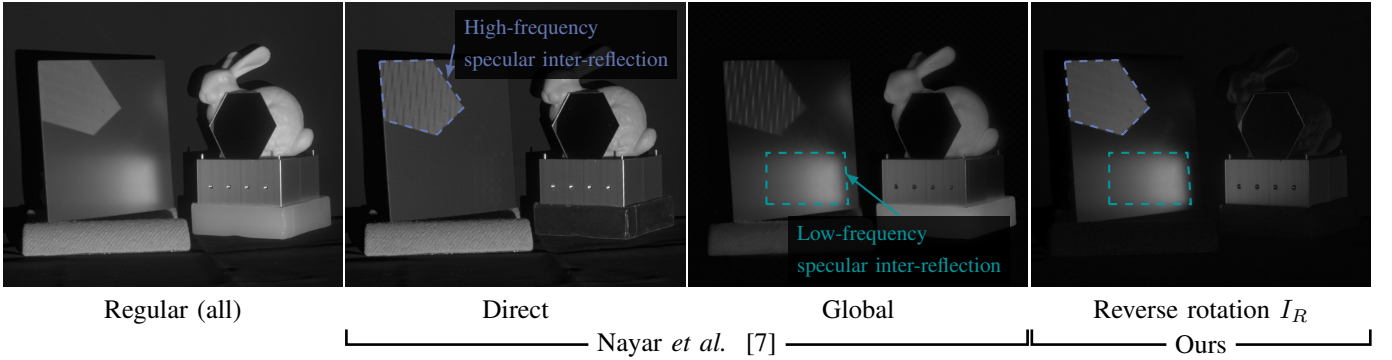 High-frequency
specular inter-reflection
Low-frequency
specular inter-reflection
Regular (all)
Direct
Global
Reverse rotation I_R
Nayar et al. [7]
Ours